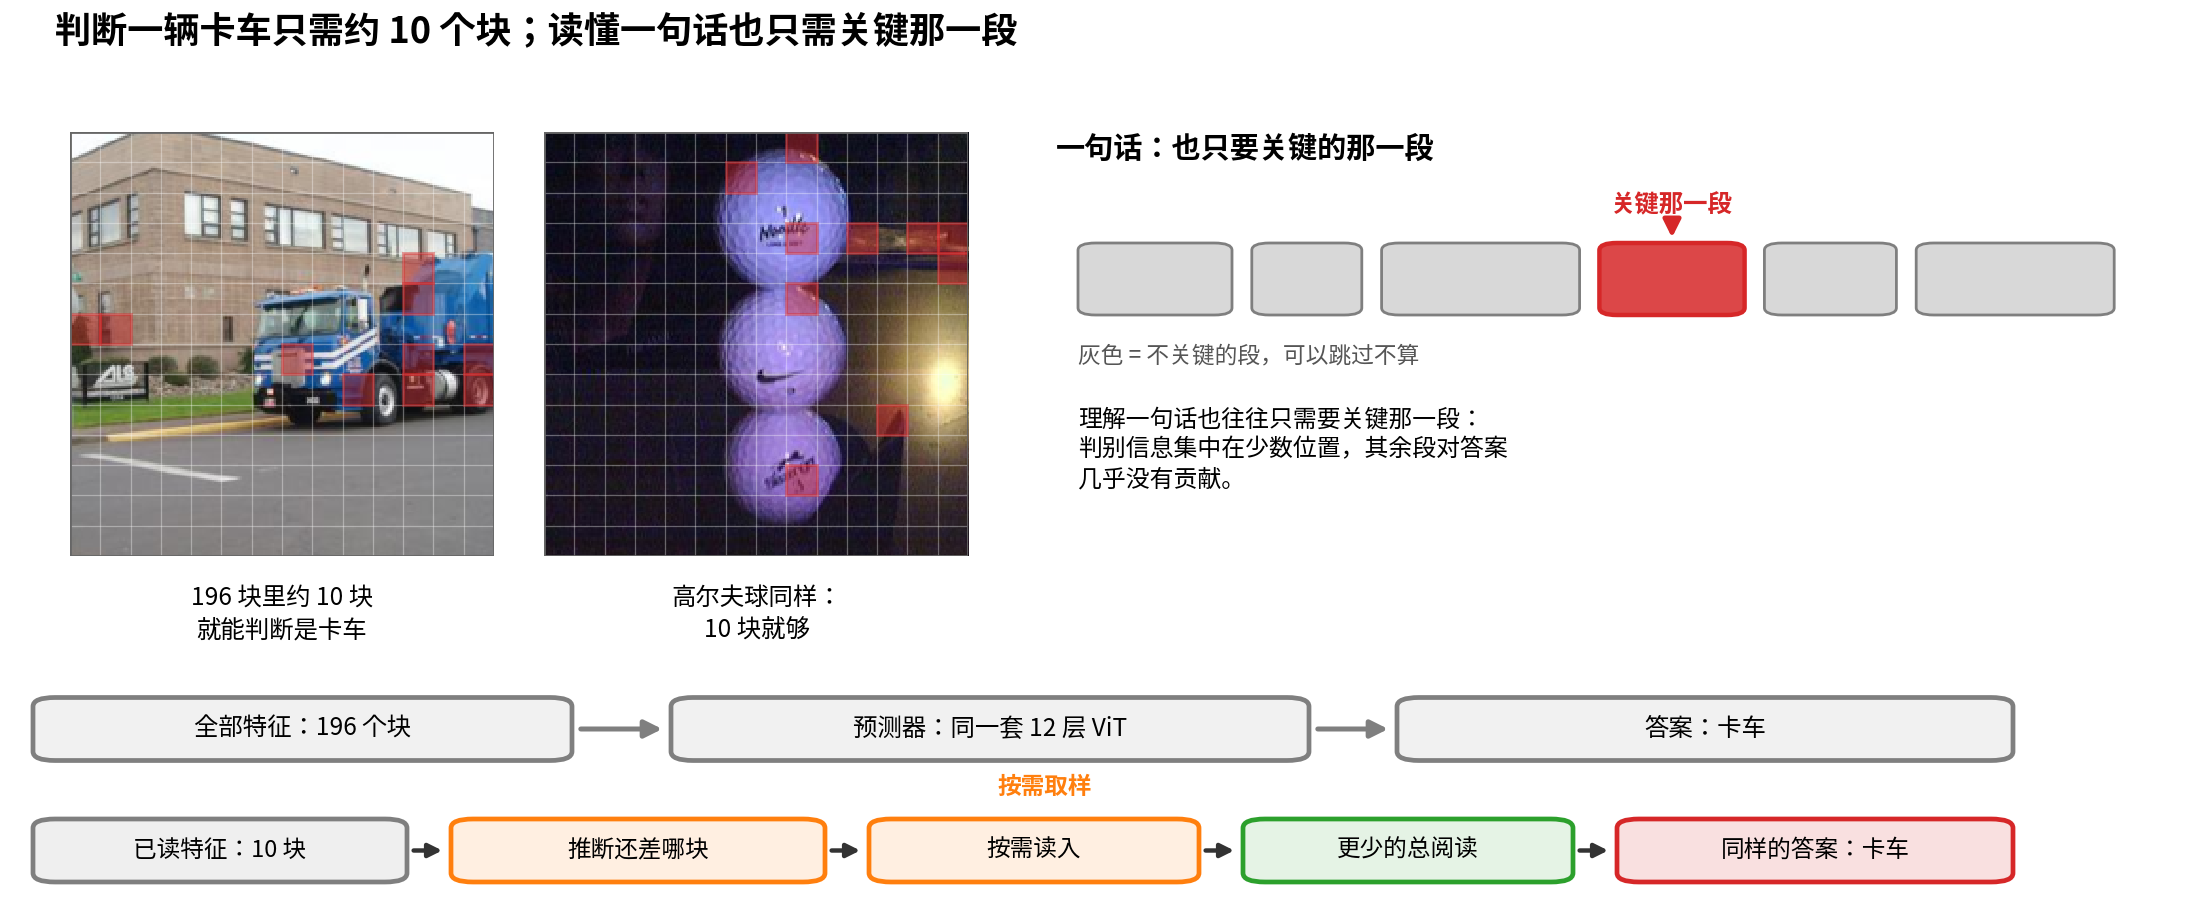 判断一辆卡车只需约 10 个块；读懂一句话也只需关键那一段
一句话：也只要关键的那一段
关键那一段
灰色 = 不关键的段，可以跳过不算
理解一句话也往往只需要关键那一段：
判别信息集中在少数位置，其余段对答案
几乎没有贡献。
196 块里约 10 块
就能判断是卡车
高尔夫球同样：
10 块就够
全部特征：196 个块
预测器：同一套 12 层 ViT
答案：卡车
按需取样
已读特征：10 块
推断还差哪块
按需读入
更少的总阅读
同样的答案：卡车